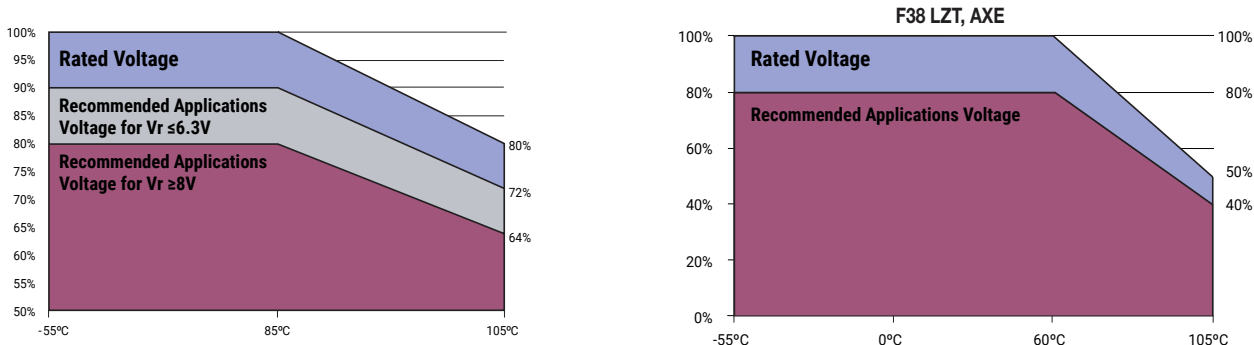 100%
95%
90%
85%
80%
75%
70%
65%
60%
55%
50%
Rated Voltage
Recommended Applications
Voltage for Vr ≤6.3V
Recommended Applications
Voltage for Vr ≥8V
80%
72%
64%
-55ºC
85ºC
105ºC
F38 LZT, AXE
100%
80%
60%
40%
20%
0%
Rated Voltage
Recommended Applications Voltage
100%
80%
50%
40%
-55ºC
0ºC
60ºC
105ºC